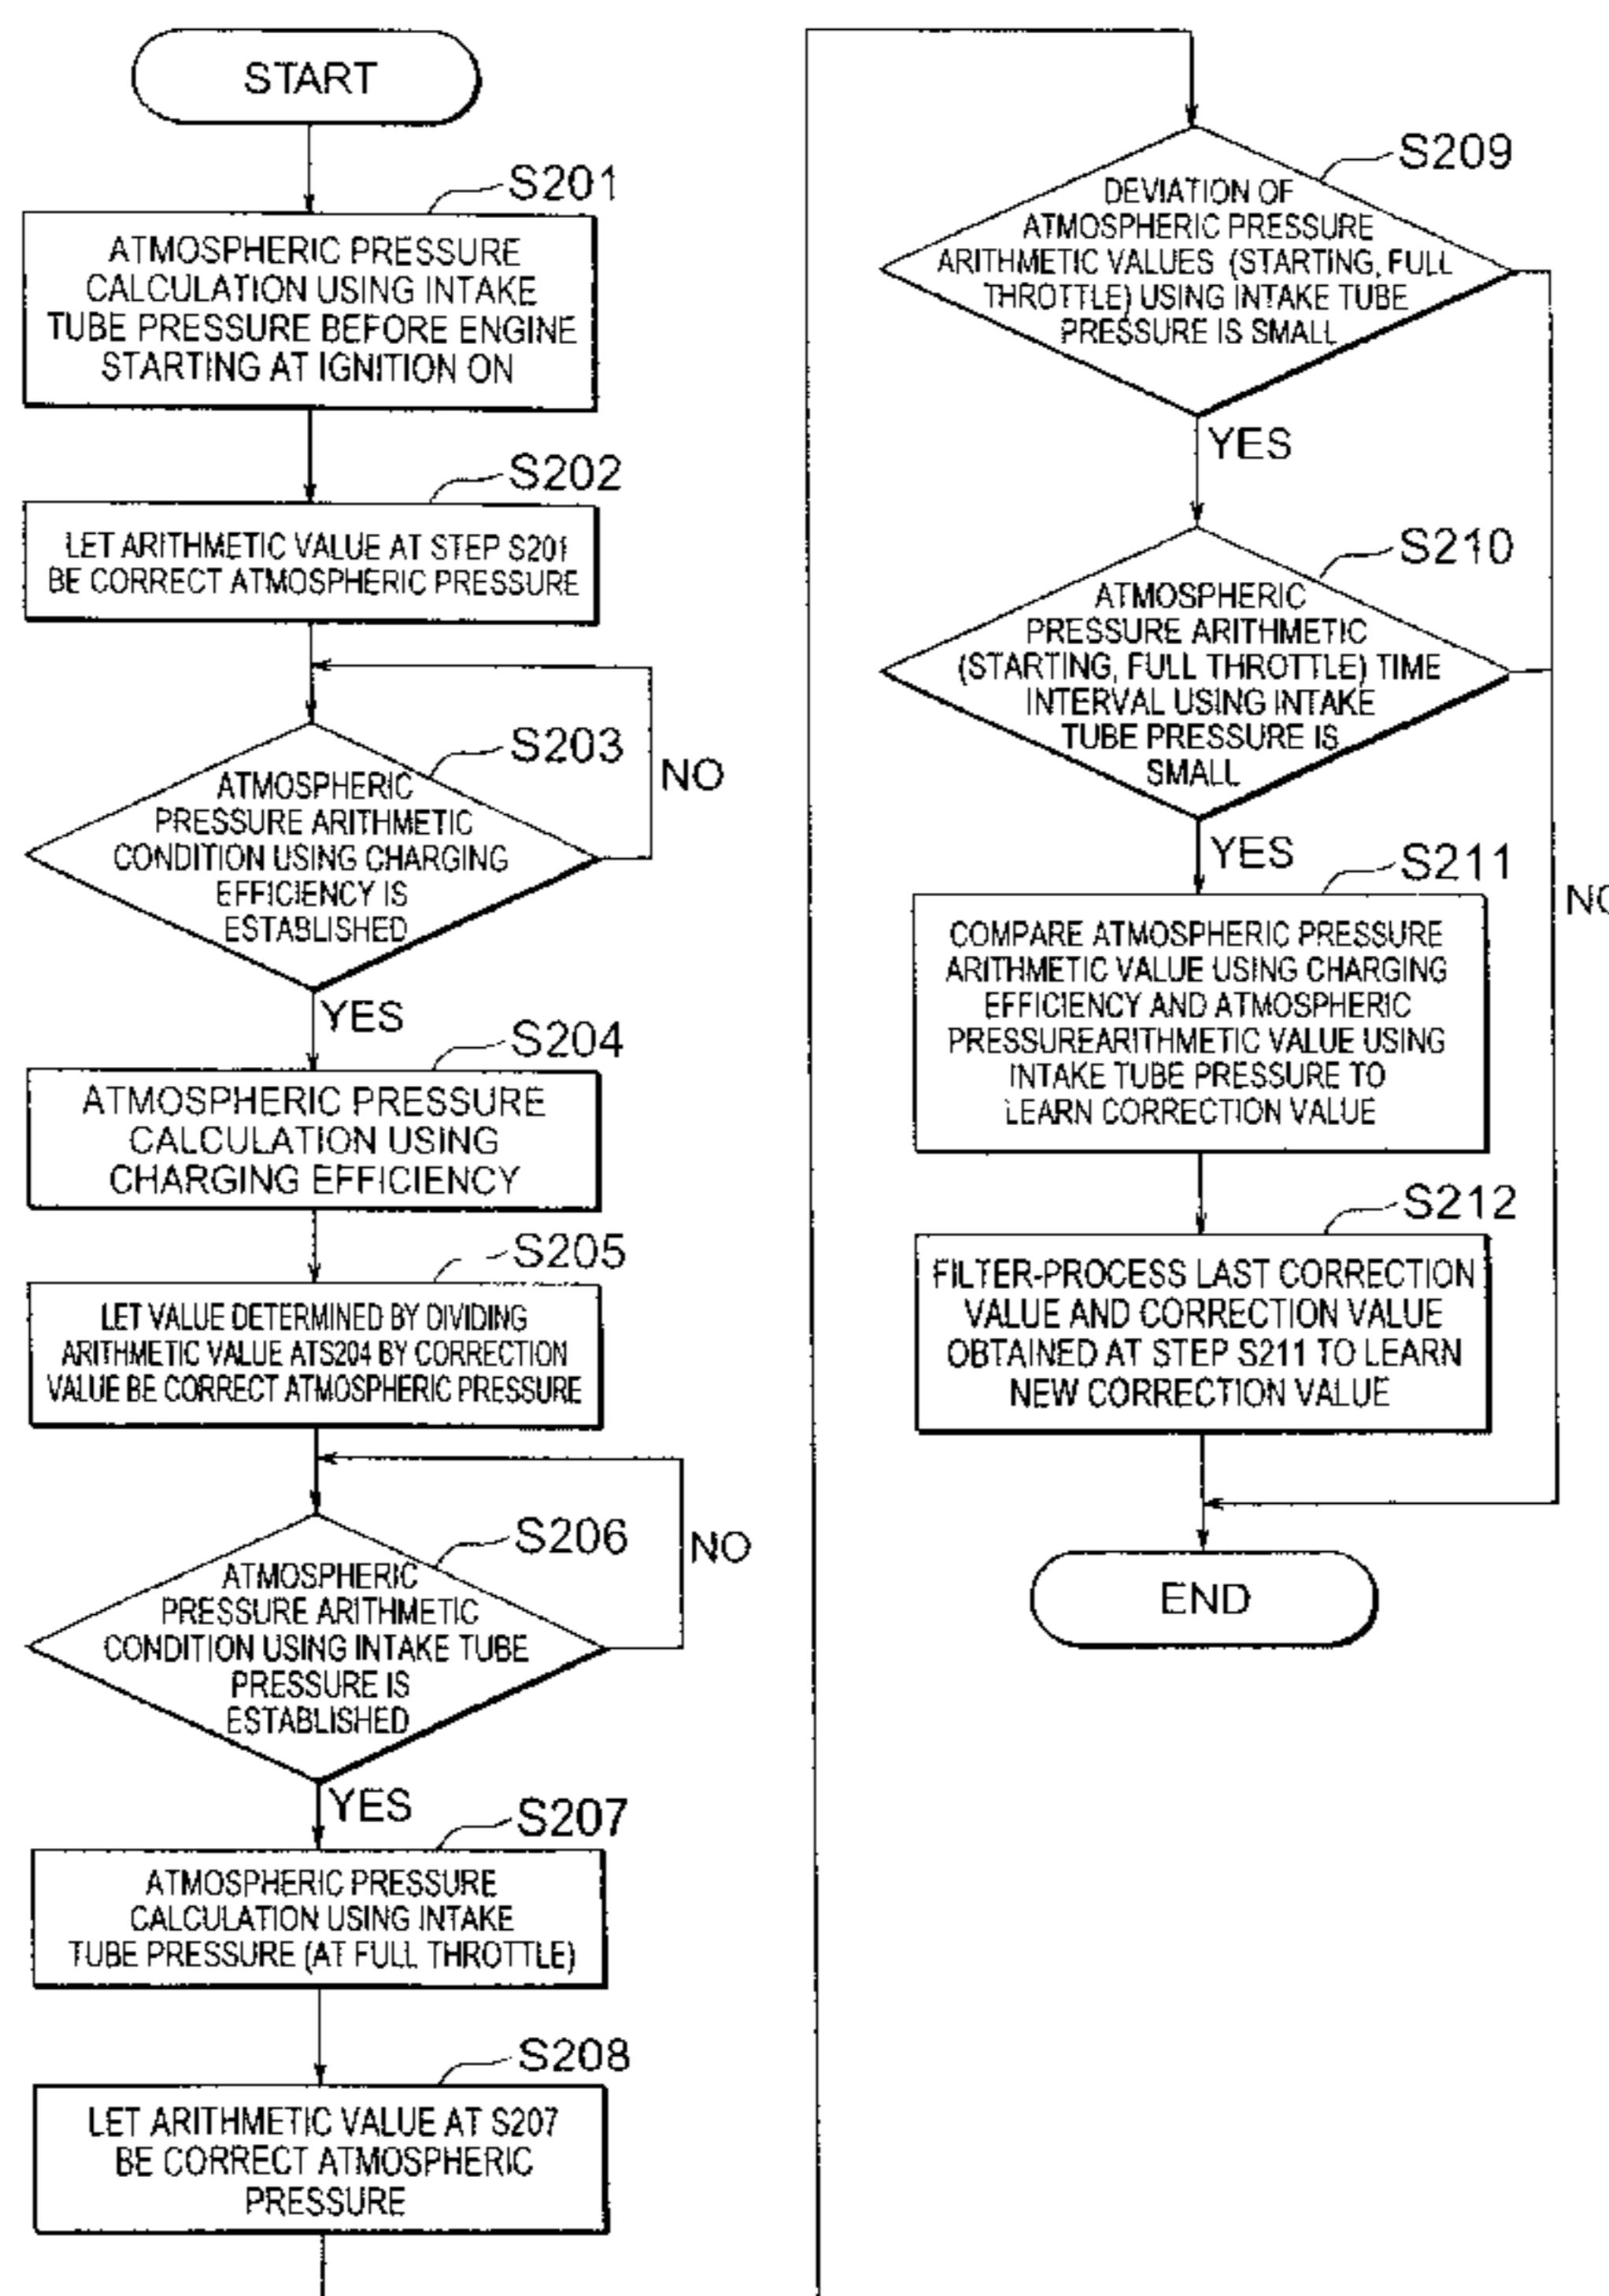 START
S201
ATMOSPHERIC PRESSURE
CALCULATION USING INTAKE
TUBE PRESSURE BEFORE ENGINE
STARTING AT IGNITION ON
S202
LET ARITHMETIC VALUE AT STEP S201
BE CORRECT ATMOSPHERIC PRESSURE
S203
ATMOSPHERIC
PRESSURE ARITHMETIC
CONDITION USING CHARGING
EFFICIENCY IS
ESTABLISHED
NO
YES
S204
ATMOSPHERIC PRESSURE
CALCULATION USING
CHARGING EFFICIENCY
S205
LET VALUE DETERMINED BY DIVIDING
ARITHMETIC VALUE ATS204 BY CORRECTION
VALUE BE CORRECT ATMOSPHERIC PRESSURE
S206
ATMOSPHERIC
PRESSURE ARITHMETIC
CONDITION USING INTAKE TUBE
PRESSURE IS
ESTABLISHED
NO
YES
S207
ATMOSPHERIC PRESSURE
CALCULATION USING INTAKE
TUBE PRESSURE (AT FULL THROTTLE)
S208
LET ARITHMETIC VALUE AT S207
BE CORRECT ATMOSPHERIC
PRESSURE
S209
DEVIATION OF
ATMOSPHERIC PRESSURE
ARITHMETIC VALUES (STARTING, FULL
THROTTLE) USING INTAKE TUBE
PRESSURE IS SMALL
YES
S210
ATMOSPHERIC
PRESSURE ARITHMETIC
(STARTING, FULL THROTTLE) TIME
INTERVAL USING INTAKE
TUBE PRESSURE IS
SMALL
YES
NO
S211
COMPARE ATMOSPHERIC PRESSURE
ARITHMETIC VALUE USING CHARGING
EFFICIENCY AND ATMOSPHERIC
PRESSUREARITHMETIC VALUE USING
INTAKE TUBE PRESSURE TO
LEARN CORRECTION VALUE
S212
FILTER-PROCESS LAST CORRECTION
VALUE AND CORRECTION VALUE
OBTAINED AT STEP S211 TO LEARN
NEW CORRECTION VALUE
END